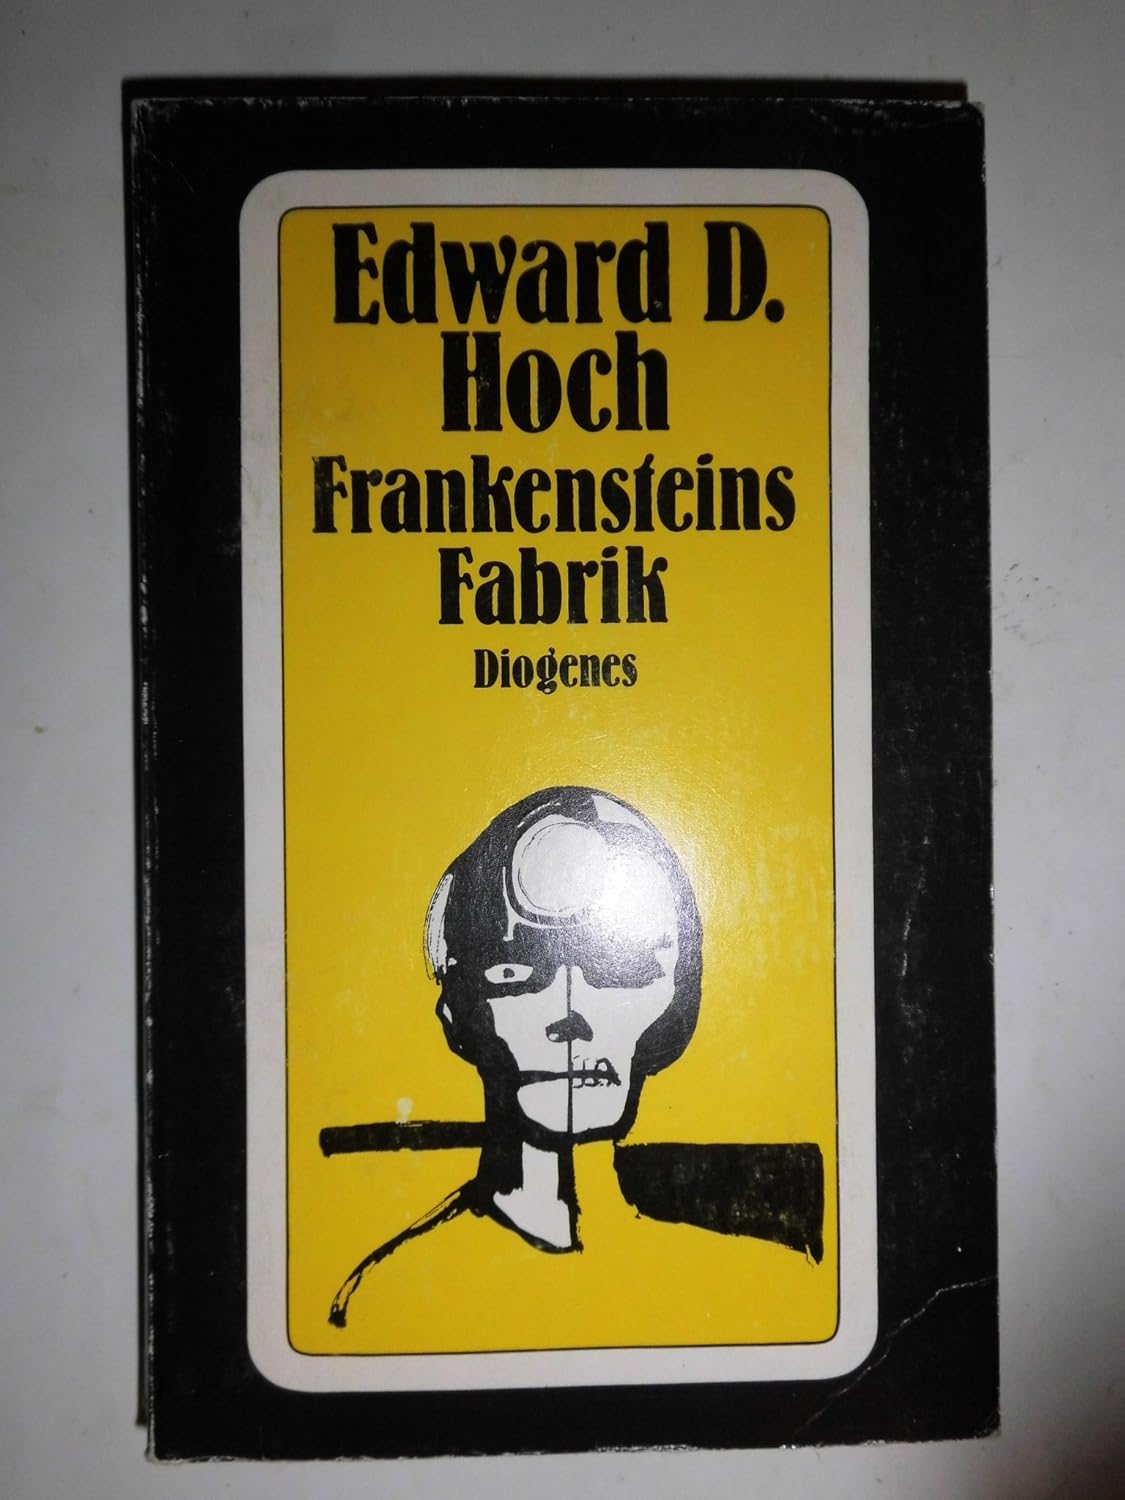 Edward D.
Hoch
Frankensteins
Fabrik
Diogenes